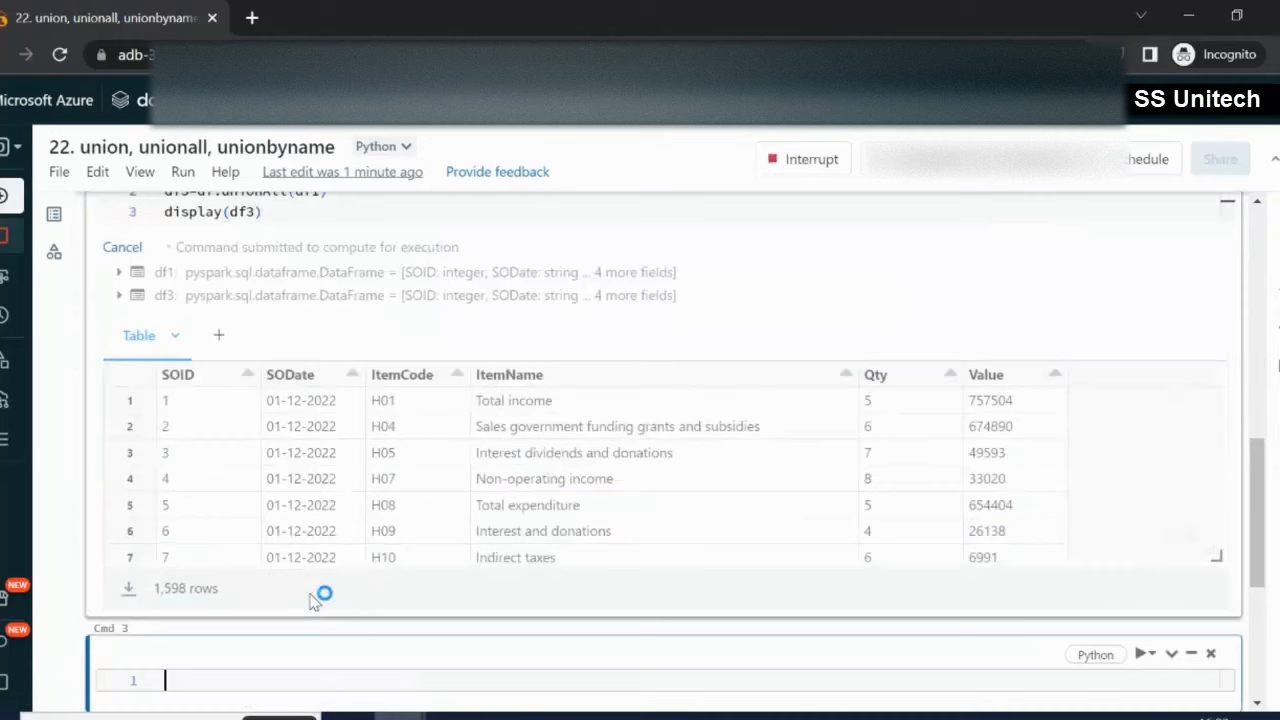 22. union, unionall, unionbyname
adb-3
Incognito
Microsoft Azure
SS Unitech
22. union, unionall, unionbyname Python
Interrupt
Share
File Edit View Run Help Last edit was 1 minute ago Provide feedback
2 df3=df.unionAll(df1)
3 display(df3)
Cancel Command submitted to compute for execution
df1: pyspark.sql.dataframe.DataFrame = [SOID: integer, SODate: string ... 4 more fields]
df3: pyspark.sql.dataframe.DataFrame = [SOID: integer, SODate: string ... 4 more fields]
Table +
SOID SODate ItemCode ItemName Qty Value
1 1 01-12-2022 H01 Total income 5 757504
2 2 01-12-2022 H04 Sales government funding grants and subsidies 6 674890
3 3 01-12-2022 H05 Interest dividends and donations 7 49593
4 4 01-12-2022 H07 Non-operating income 8 33020
5 5 01-12-2022 H08 Total expenditure 5 654404
6 6 01-12-2022 H09 Interest and donations 4 26138
7 7 01-12-2022 H10 Indirect taxes 6 6991
1,598 rows
NEW
NEW
Cmd 3
Python
1